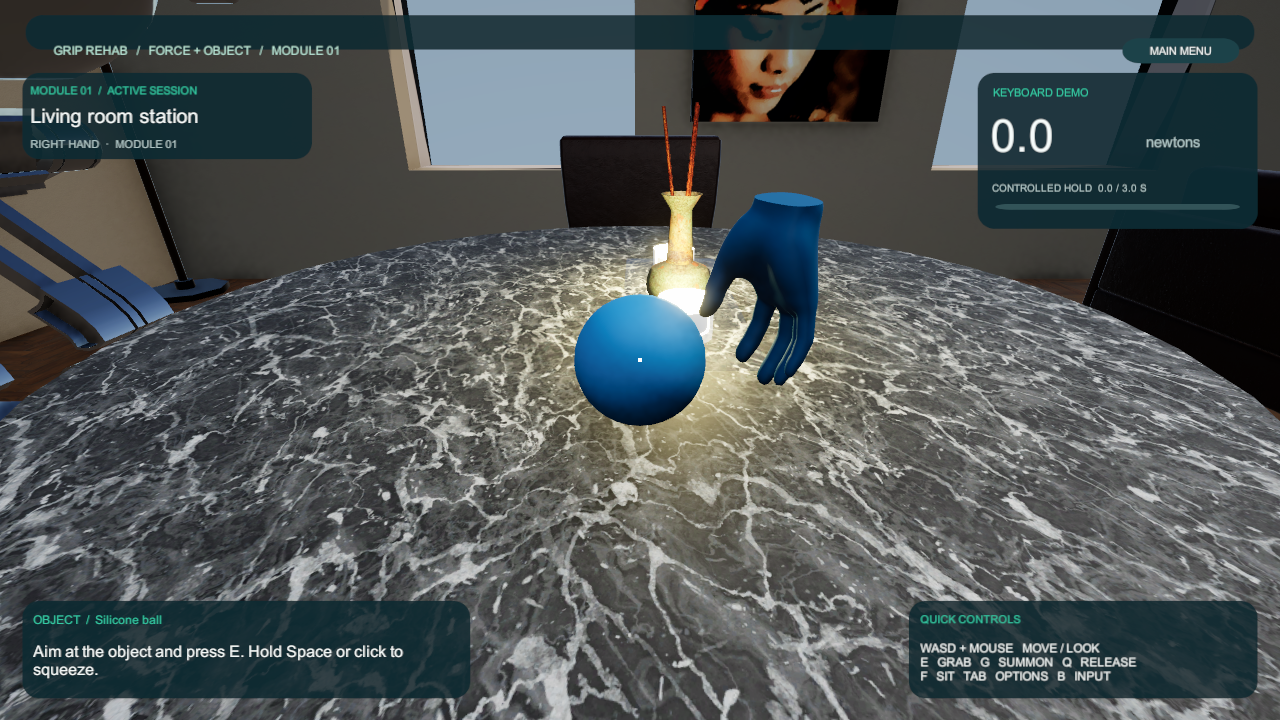 GRIP REHAB / FORCE + OBJECT / MODULE 01
MAIN MENU
MODULE 01 / ACTIVE SESSION
Living room station
RIGHT HAND · MODULE 01
KEYBOARD DEMO
0.0 newtons
CONTROLLED HOLD 0.0 / 3.0 S
OBJECT / Silicone ball
Aim at the object and press E. Hold Space or click to
squeeze.
QUICK CONTROLS
WASD + MOUSE MOVE / LOOK
E GRAB G SUMMON Q RELEASE
F SIT TAB OPTIONS B INPUT